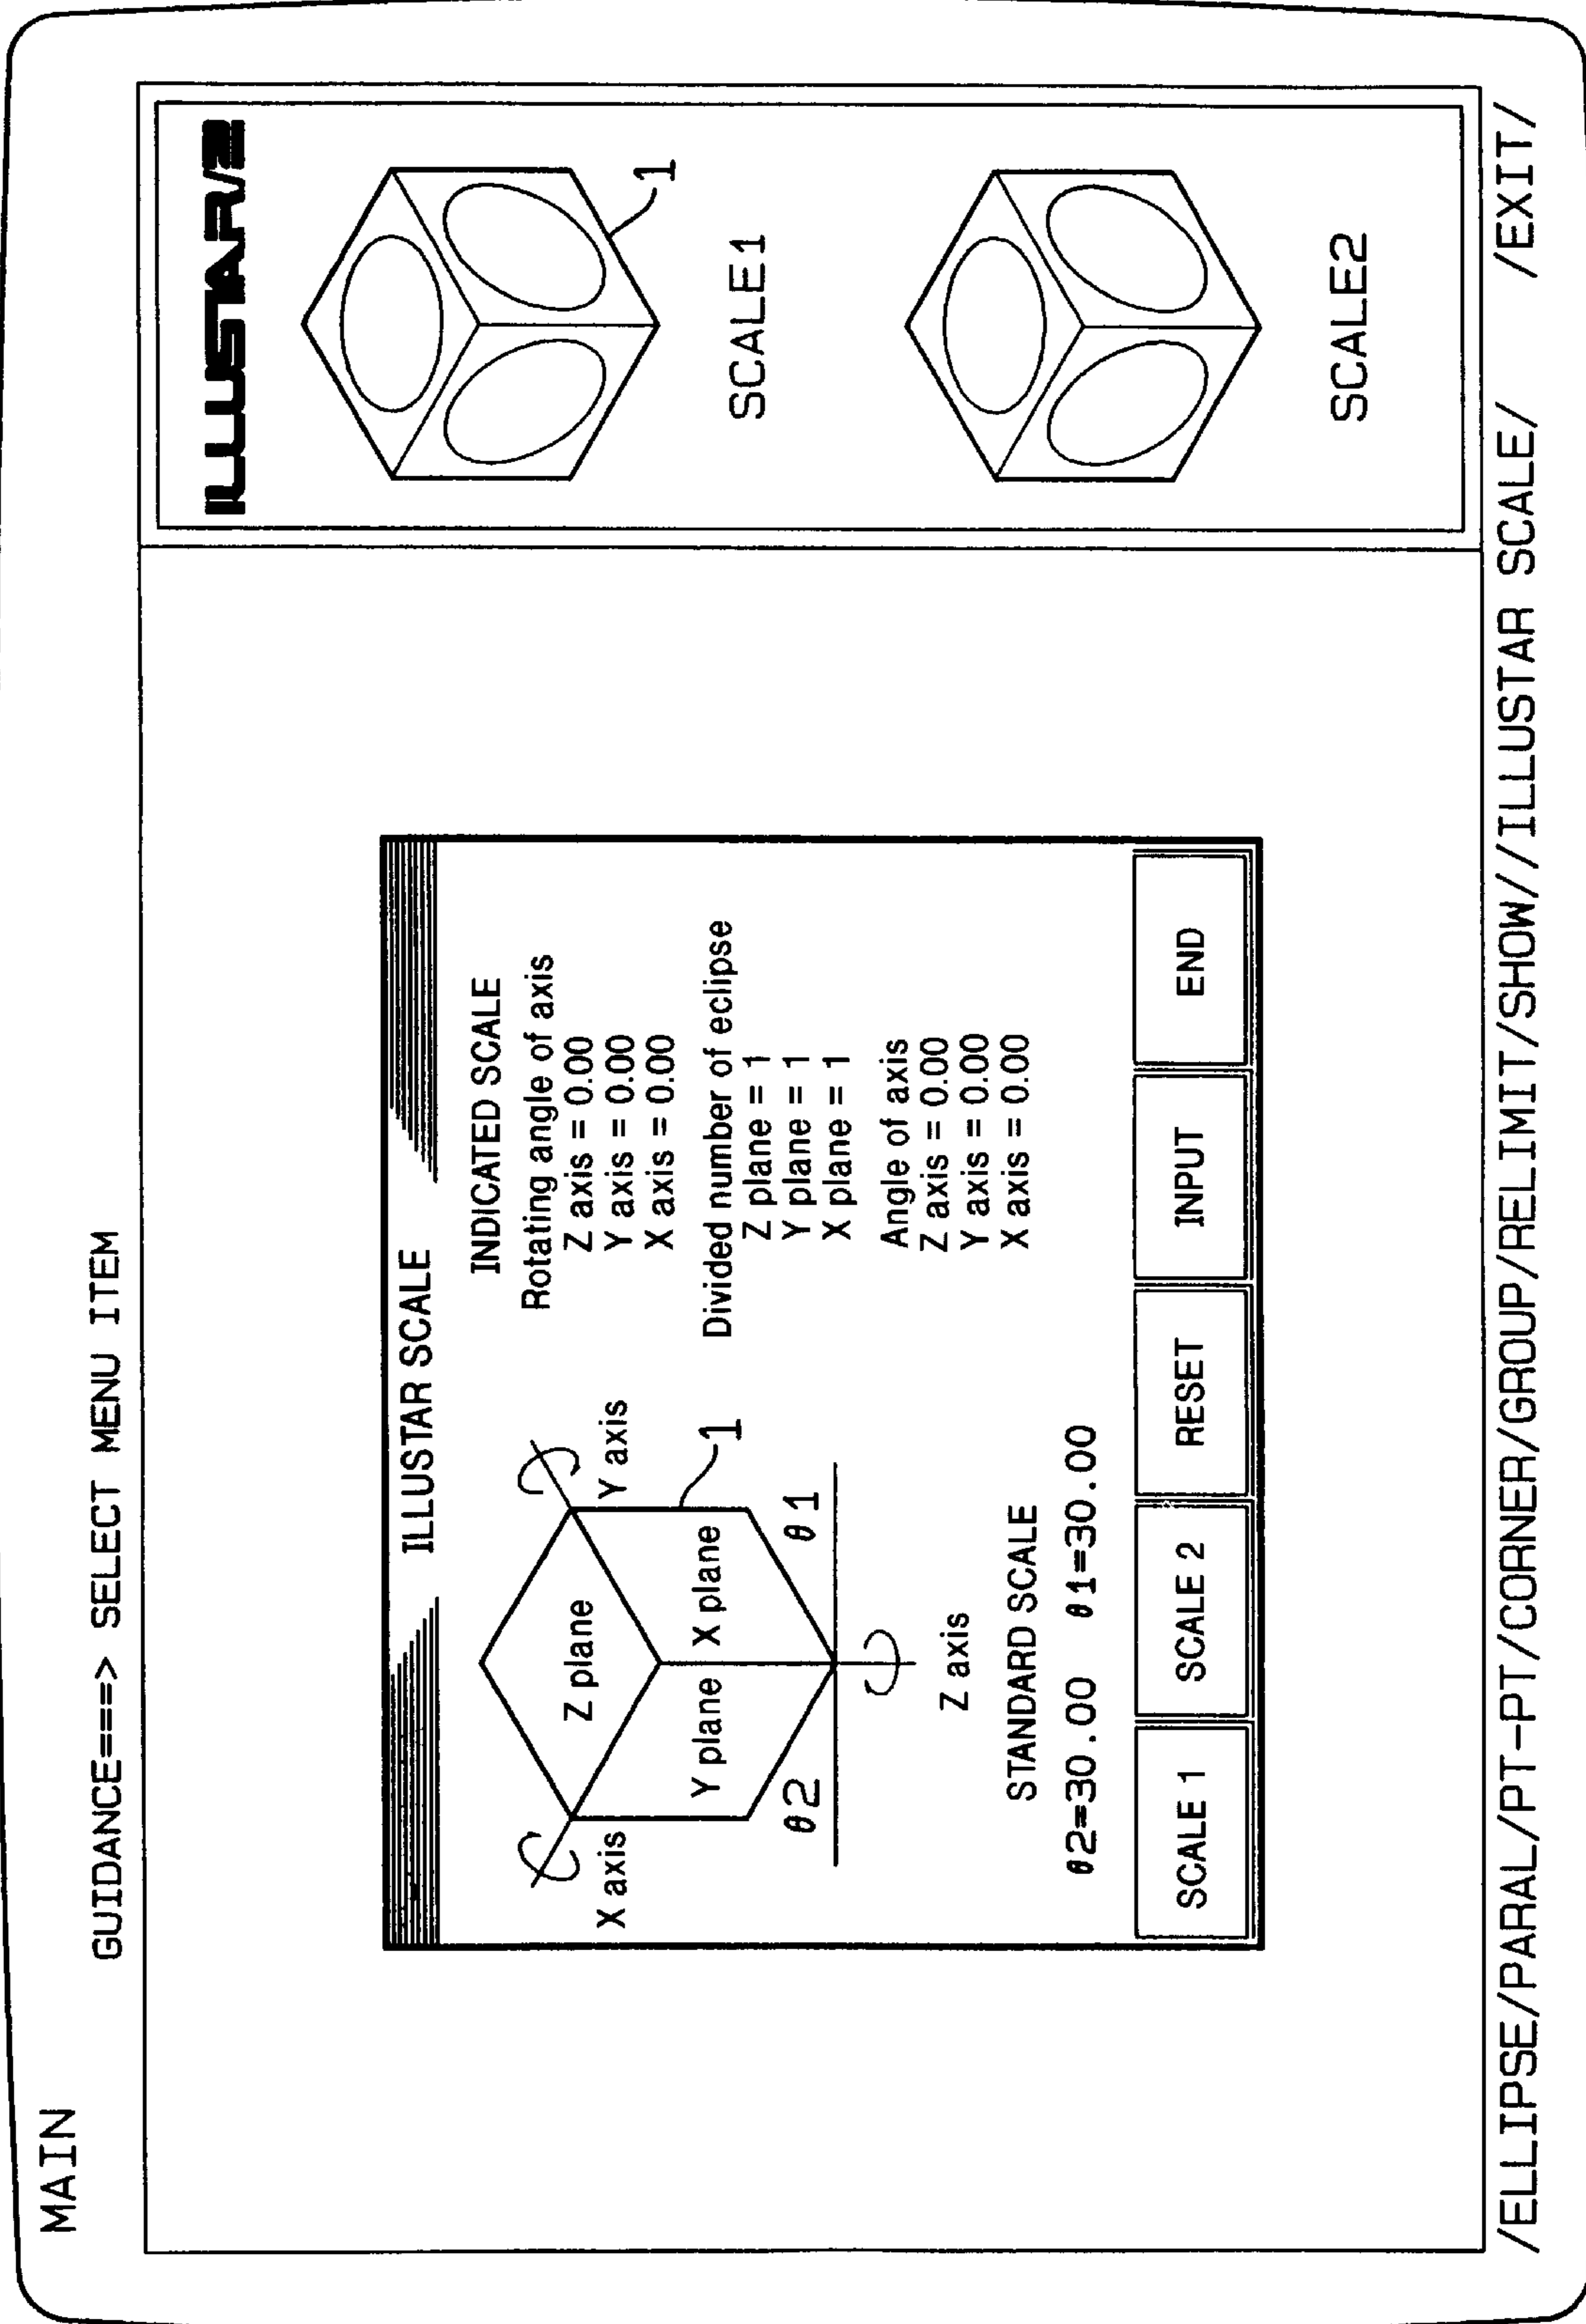 MAIN
GUIDANCE===> SELECT MENU ITEM
ILLUSTAR SCALE
X axis
Y axis
Z plane
Y plane
X plane
1
θ2
θ1
Z axis
STANDARD SCALE
θ2=30.00 θ1=30.00
INDICATED SCALE
Rotating angle of axis
Z axis = 0.00
Y axis = 0.00
X axis = 0.00
Divided number of eclipse
Z plane = 1
Y plane = 1
X plane = 1
Angle of axis
Z axis = 0.00
Y axis = 0.00
X axis = 0.00
SCALE 1
SCALE 2
RESET
INPUT
END
ILLUSTAR/2
1
SCALE1
SCALE2
/ELLIPSE/PARAL/PT-PT/CORNER/GROUP/RELIMIT/SHOW//ILLUSTAR SCALE/ /EXIT/